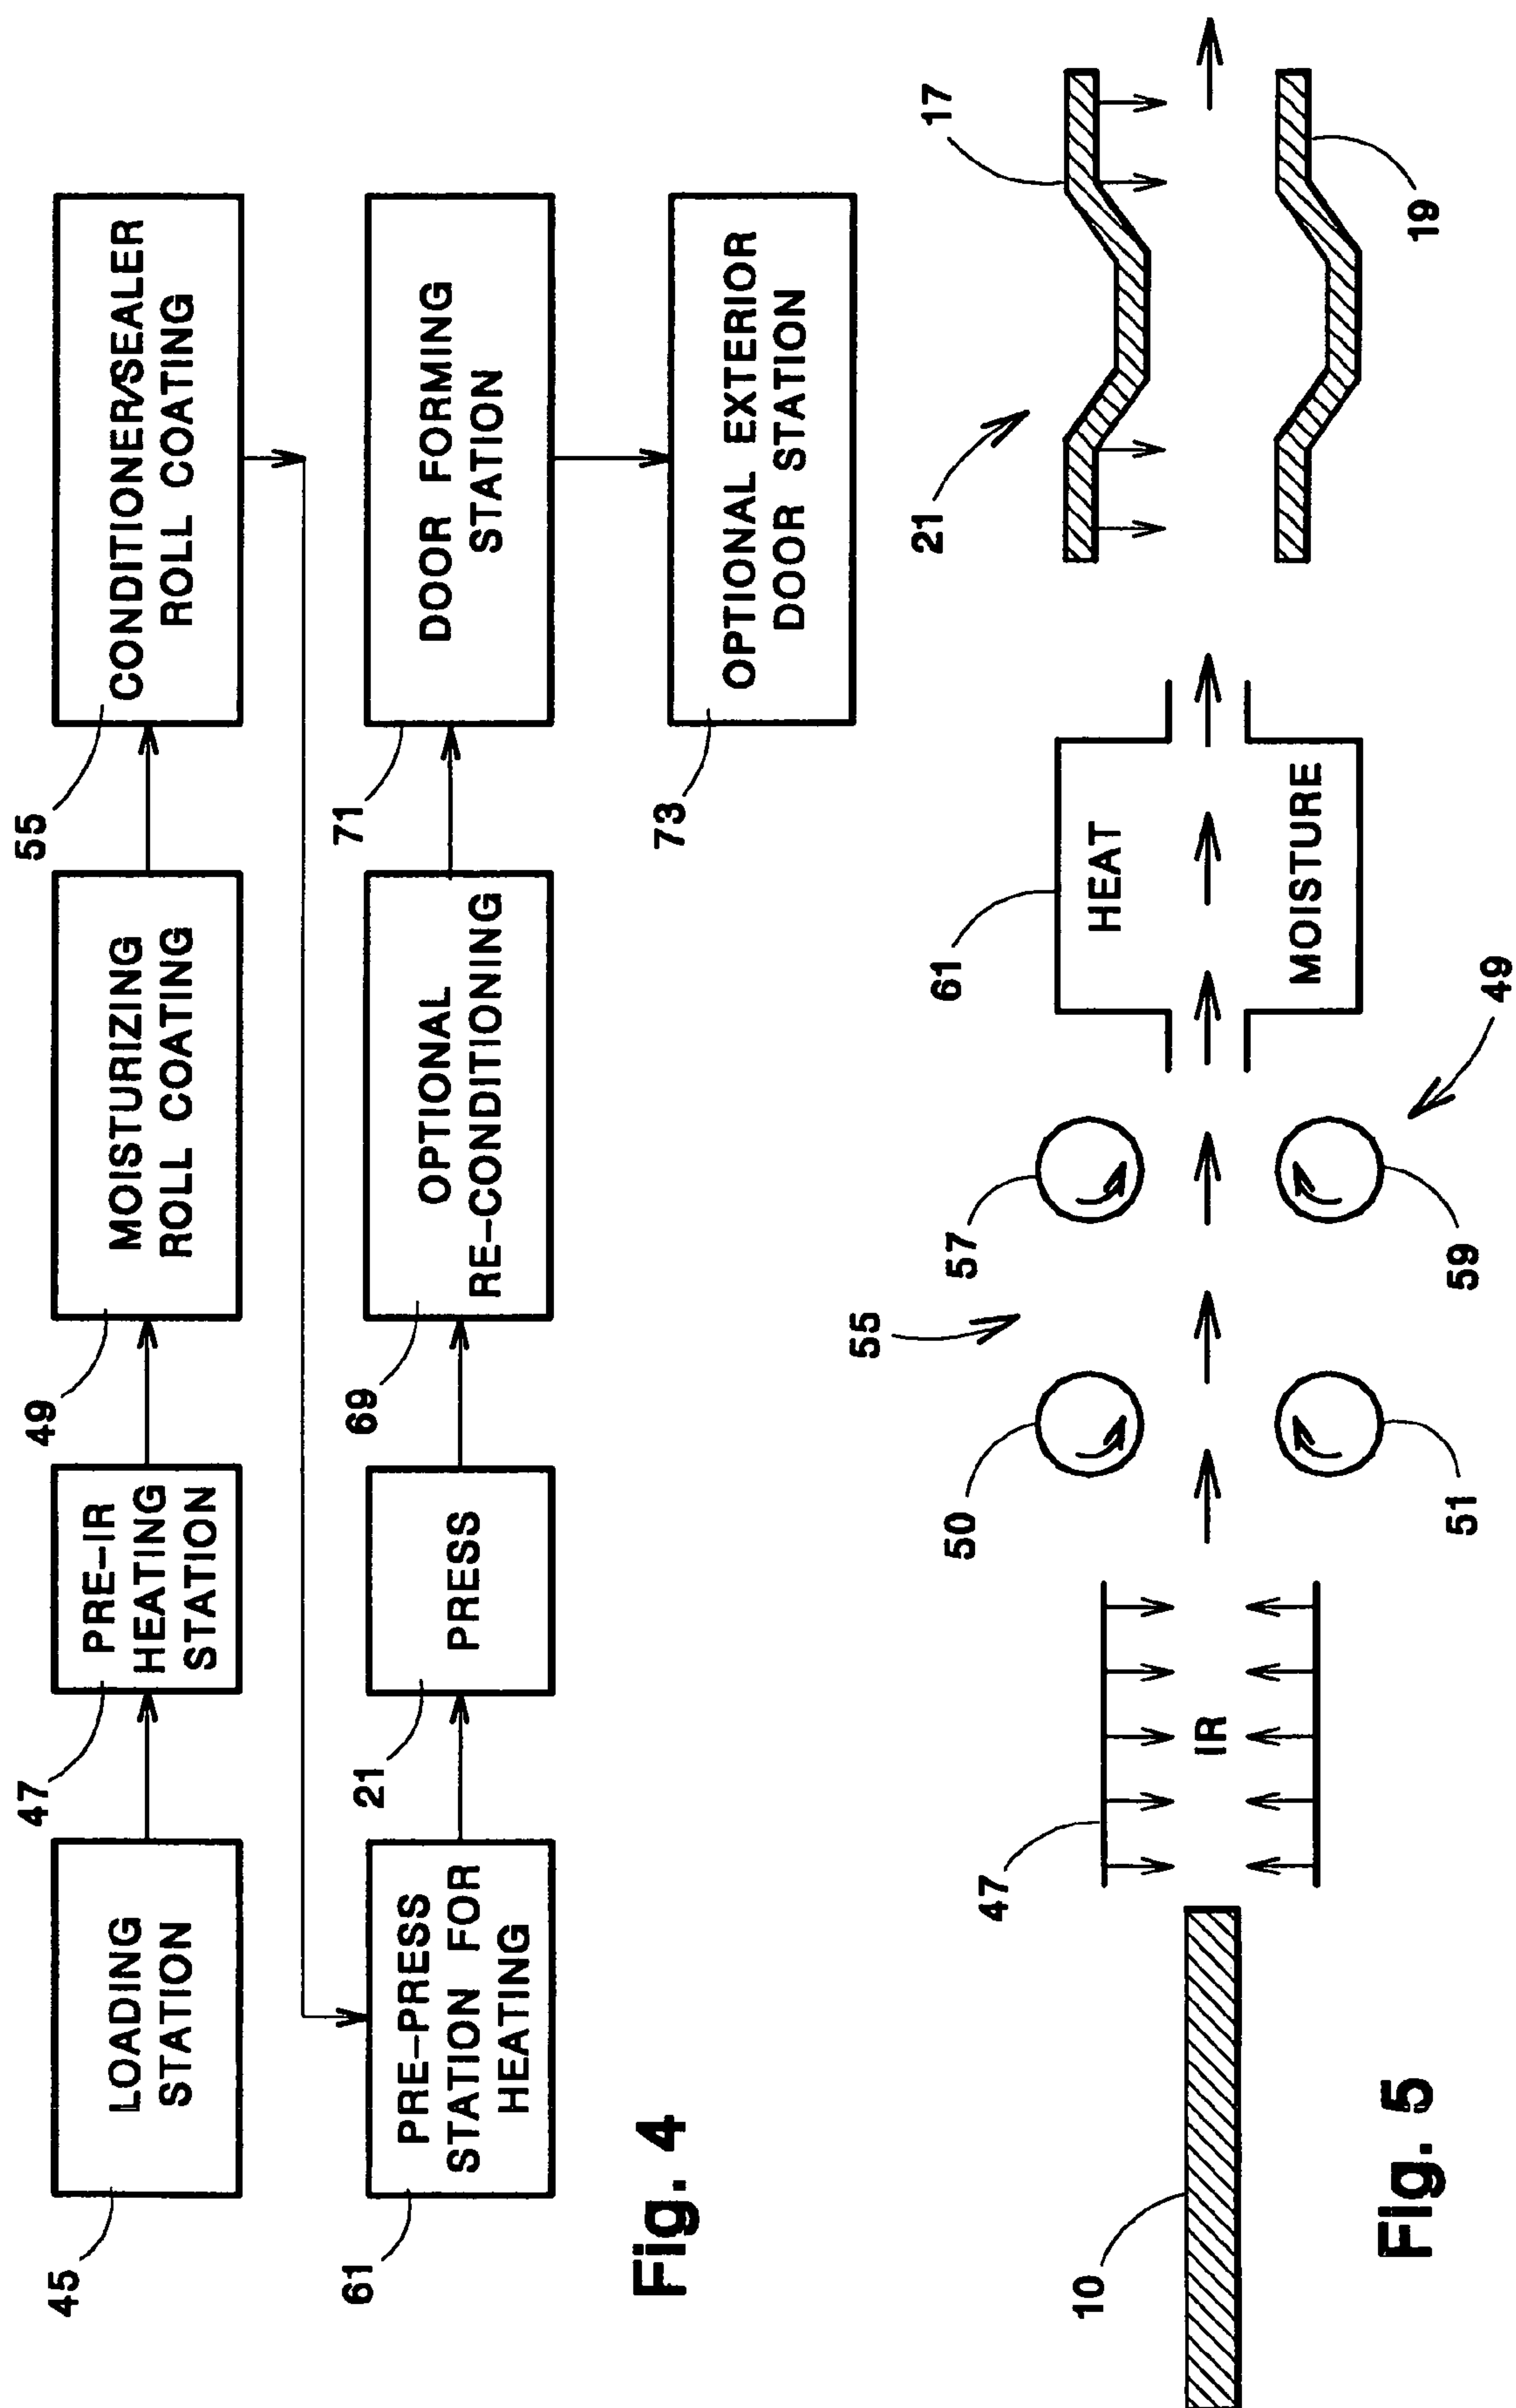 45
LOADING
STATION
47
PRE-IR
HEATING
STATION
49
MOISTURIZING
ROLL COATING
55
CONDITIONER/SEALER
ROLL COATING
61
PRE-PRESS
STATION FOR
HEATING
21
PRESS
69
OPTIONAL
RE-CONDITIONING
71
DOOR FORMING
STATION
73
OPTIONAL EXTERIOR
DOOR STATION
Fig. 4
10
47
IR
50
51
55
57
59
49
61
HEAT
MOISTURE
21
17
19
Fig. 5